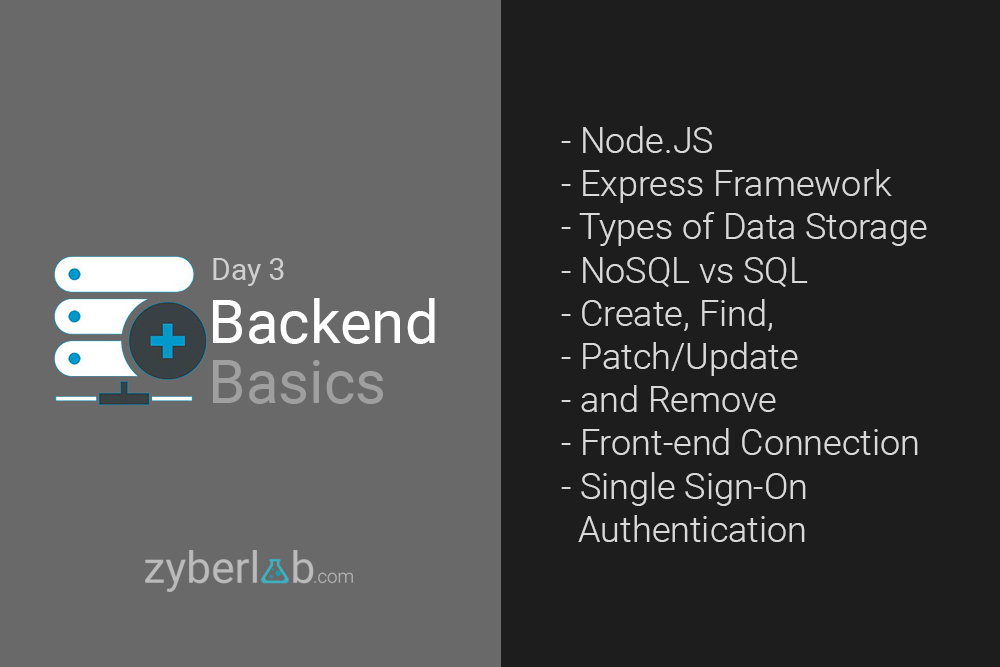 Day 3
Backend
Basics
zyberlab.com
- Node.JS
- Express Framework
- Types of Data Storage
- NoSQL vs SQL
- Create, Find,
- Patch/Update
- and Remove
- Front-end Connection
- Single Sign-On
Authentication